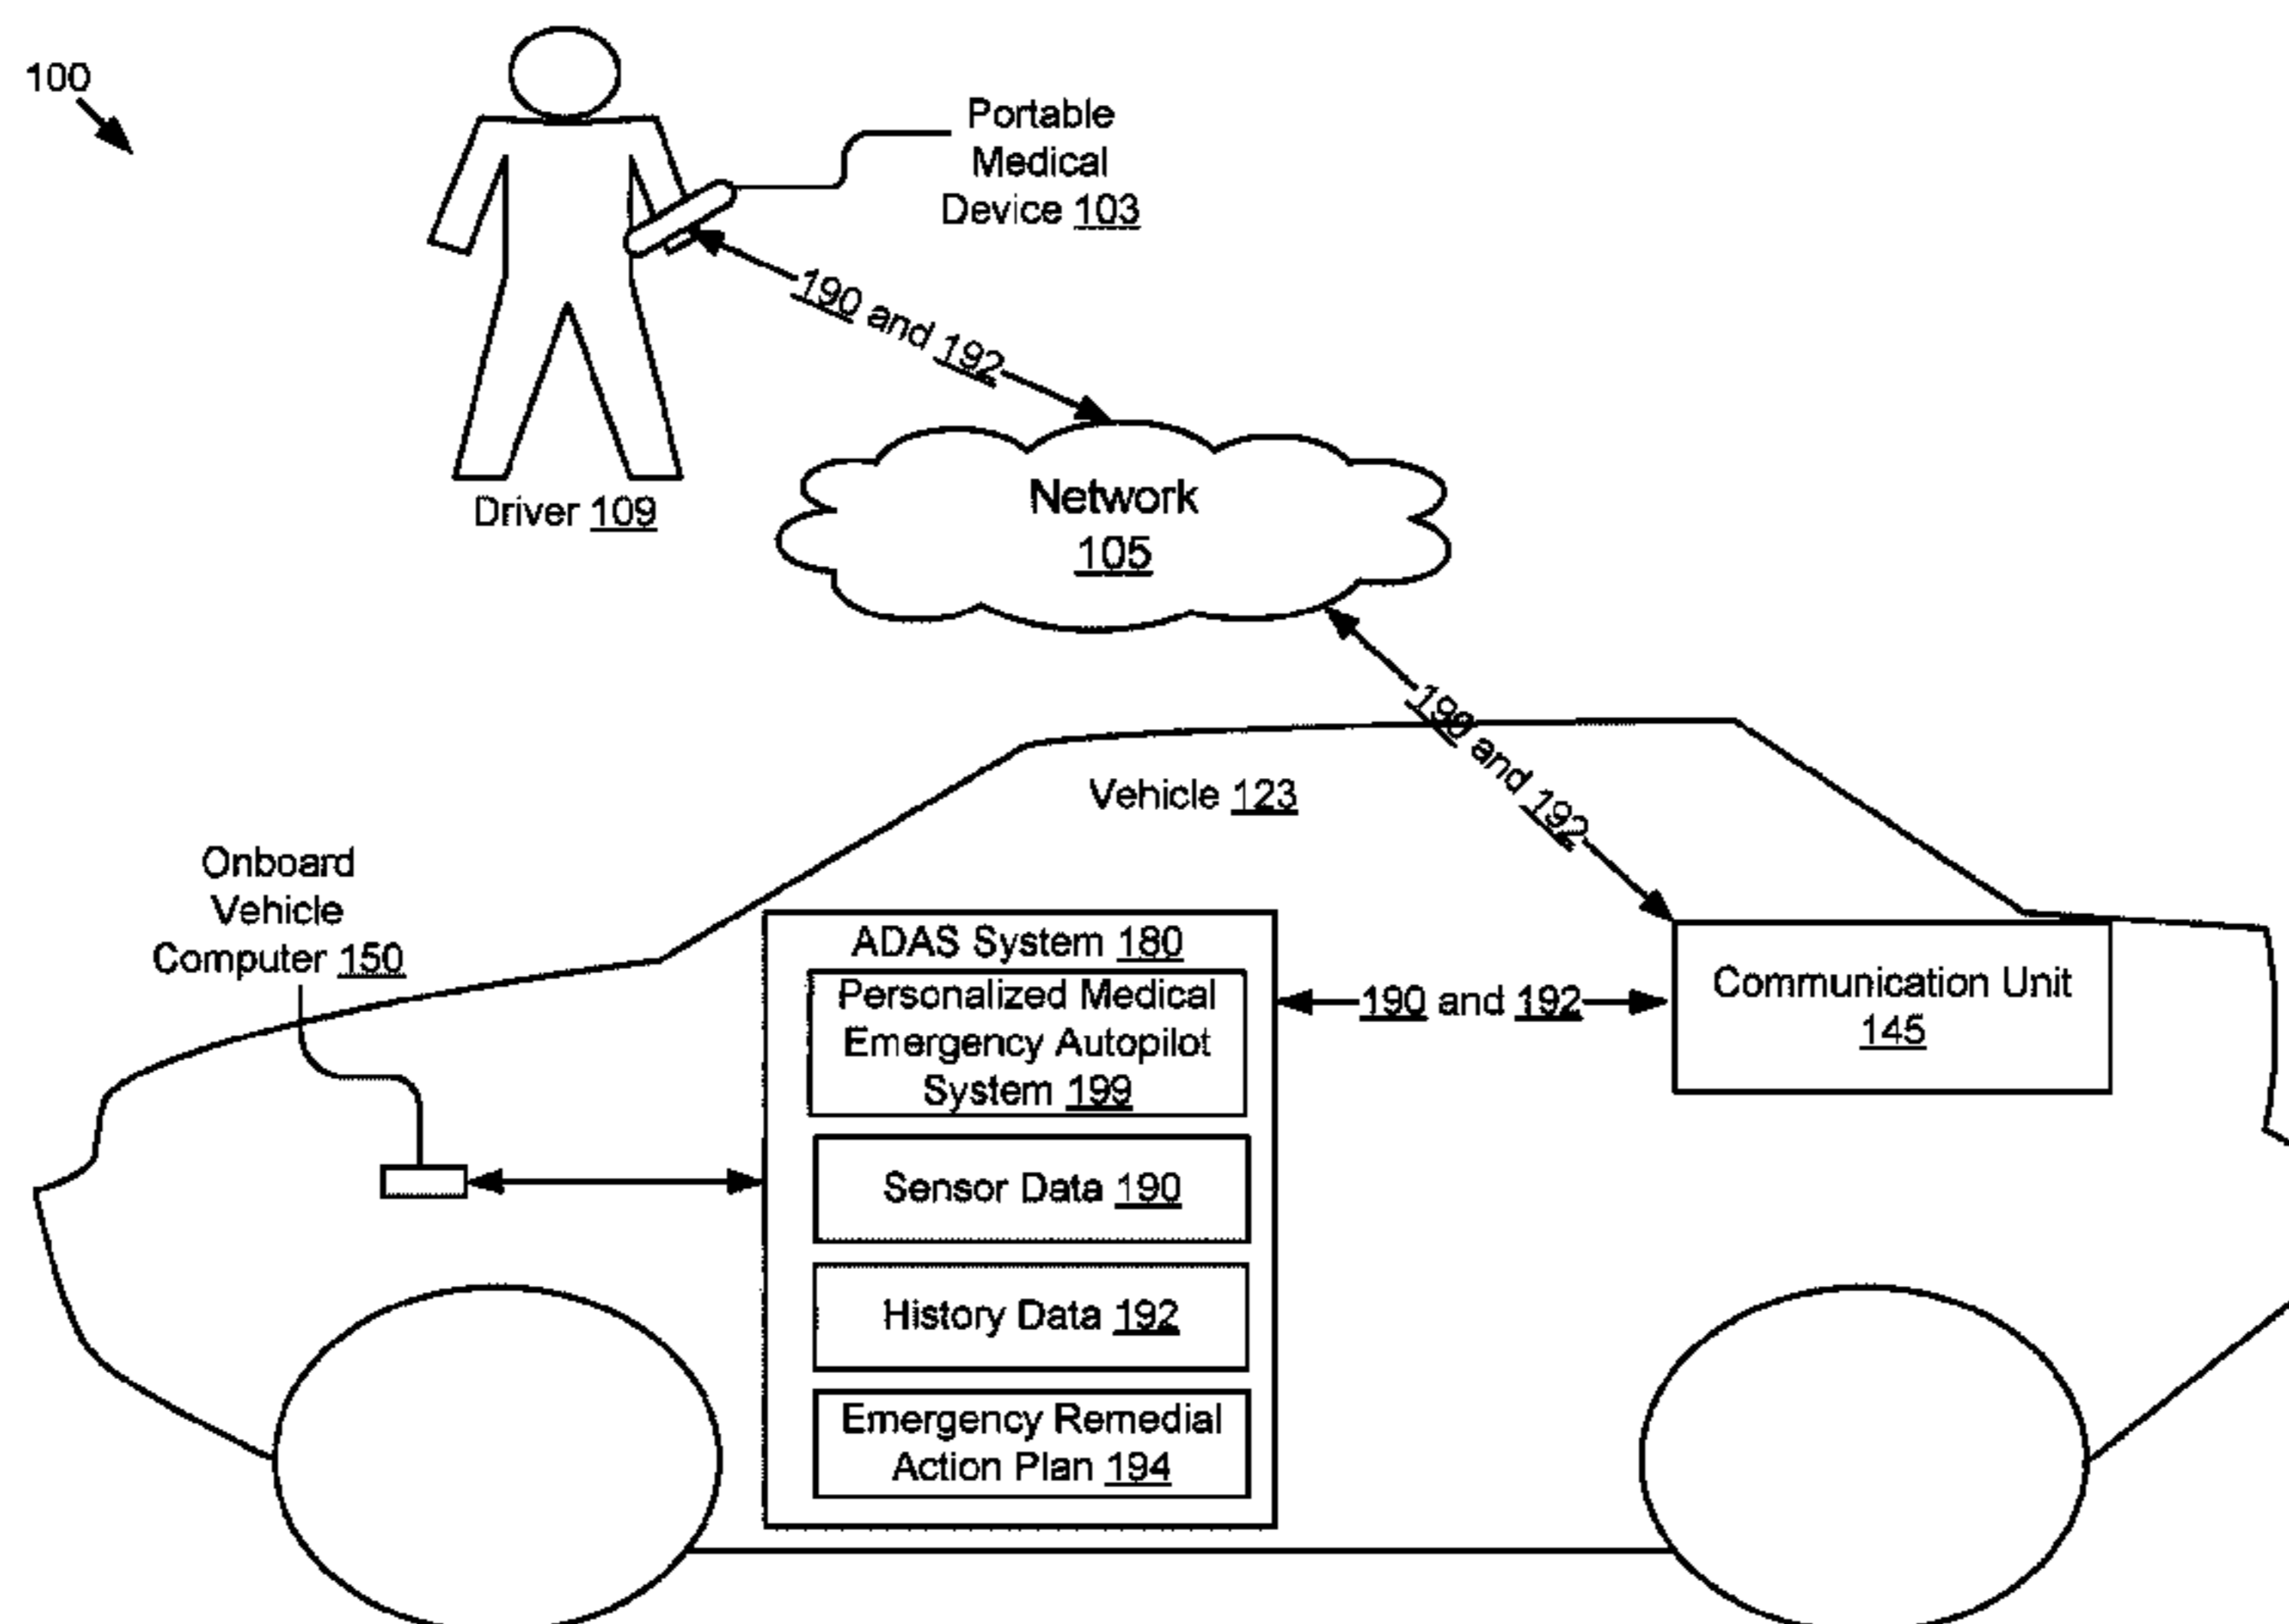 100
Portable
Medical
Device 103
190 and 192
Driver 109
Network
105
190 and 192
Vehicle 123
Onboard
Vehicle
Computer 150
ADAS System 180
Personalized Medical
Emergency Autopilot
System 199
190 and 192
Communication Unit
145
Sensor Data 190
History Data 192
Emergency Remedial
Action Plan 194